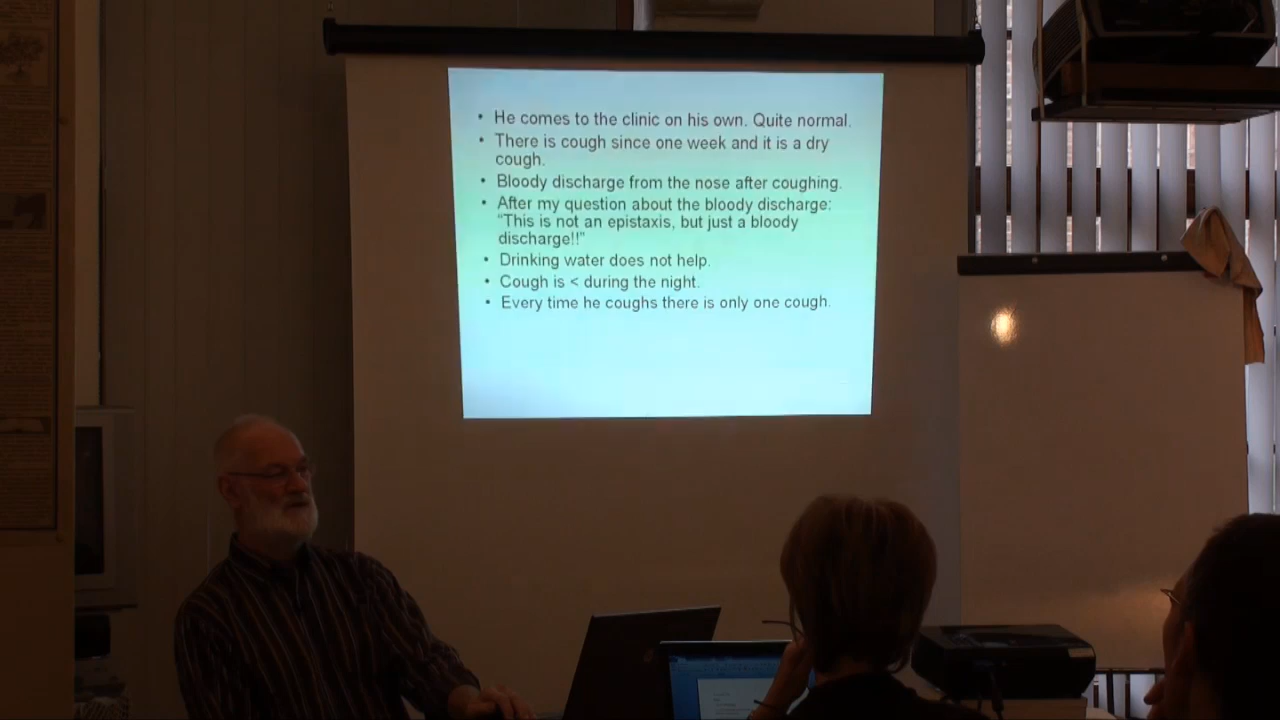 • He comes to the clinic on his own. Quite normal.
• There is cough since one week and it is a dry
cough.
• Bloody discharge from the nose after coughing.
• After my question about the bloody discharge:
“This is not an epistaxis, but just a bloody
discharge!!”
• Drinking water does not help.
• Cough is < during the night.
• Every time he coughs there is only one cough.